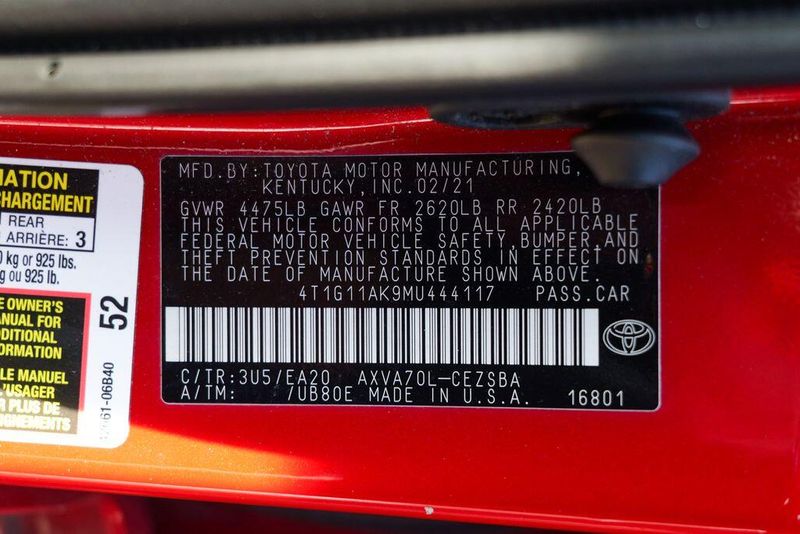 MATION
CHARGEMENT
REAR
ARRIÈRE: 3
kg or 925 lbs.
ou 925 lb.
OWNER'S
MANUAL FOR
ADDITIONAL
INFORMATION
LE MANUEL
L'USAGER
PLUS DE
52
MFD.BY:TOYOTA MOTOR MANUFACTURING,
KENTUCKY,INC.02/21
GVWR 4475LB GAWR FR 2620LB RR 2420LB
THIS VEHICLE CONFORMS TO ALL APPLICABLE
FEDERAL MOTOR VEHICLE SAFETY,BUMPER,AND
THEFT PREVENTION STANDARDS IN EFFECT ON
THE DATE OF MANUFACTURE SHOWN ABOVE.
4T1G11AK9MU444117 PASS.CAR
C/TR:3U5/EA20 AXVA70L-CEZSBA
A/TM: /UB80E MADE IN U.S.A. 16801